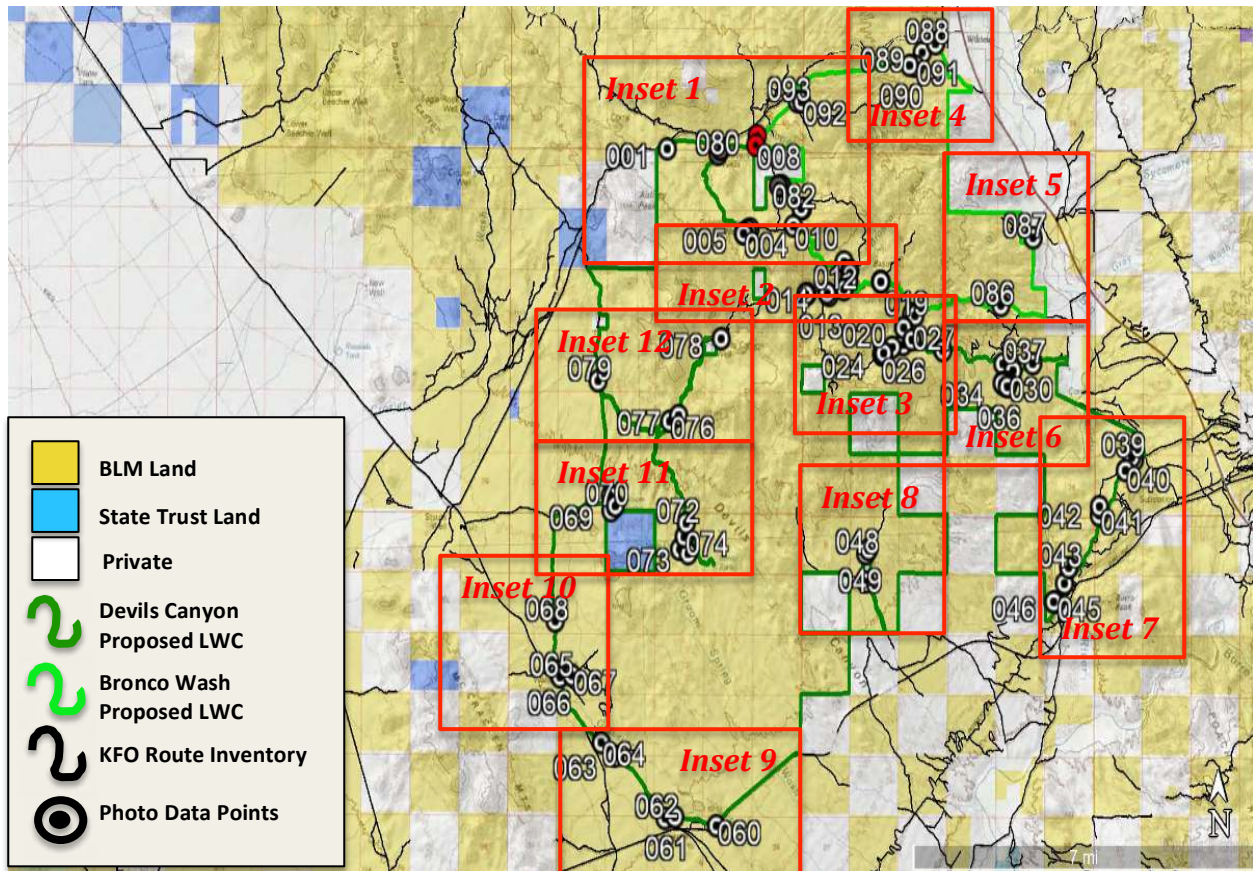 088
Wikieup
Inset 1
093
089
091
092
090
Inset 4
001
080
008
Inset 5
082
Sycamore
087
005
004
010
012
Inset 2
014
086
019
013
Inset 12
078
020
027
037
079
024
026
034
030
Inset 3
036
077
076
Inset 6
Inset 11
039
BLM Land
040
Inset 8
070
072
042
041
State Trust Land
069
Devils
048
074
073
043
Private
Inset 10
049
046
045
Inset 7
Devils Canyon
Proposed LWC
068
Canyon
065
067
Bronco Wash
Proposed LWC
066
KFO Route Inventory
Inset 9
063
064
Photo Data Points
062
060
061
N
7 mi